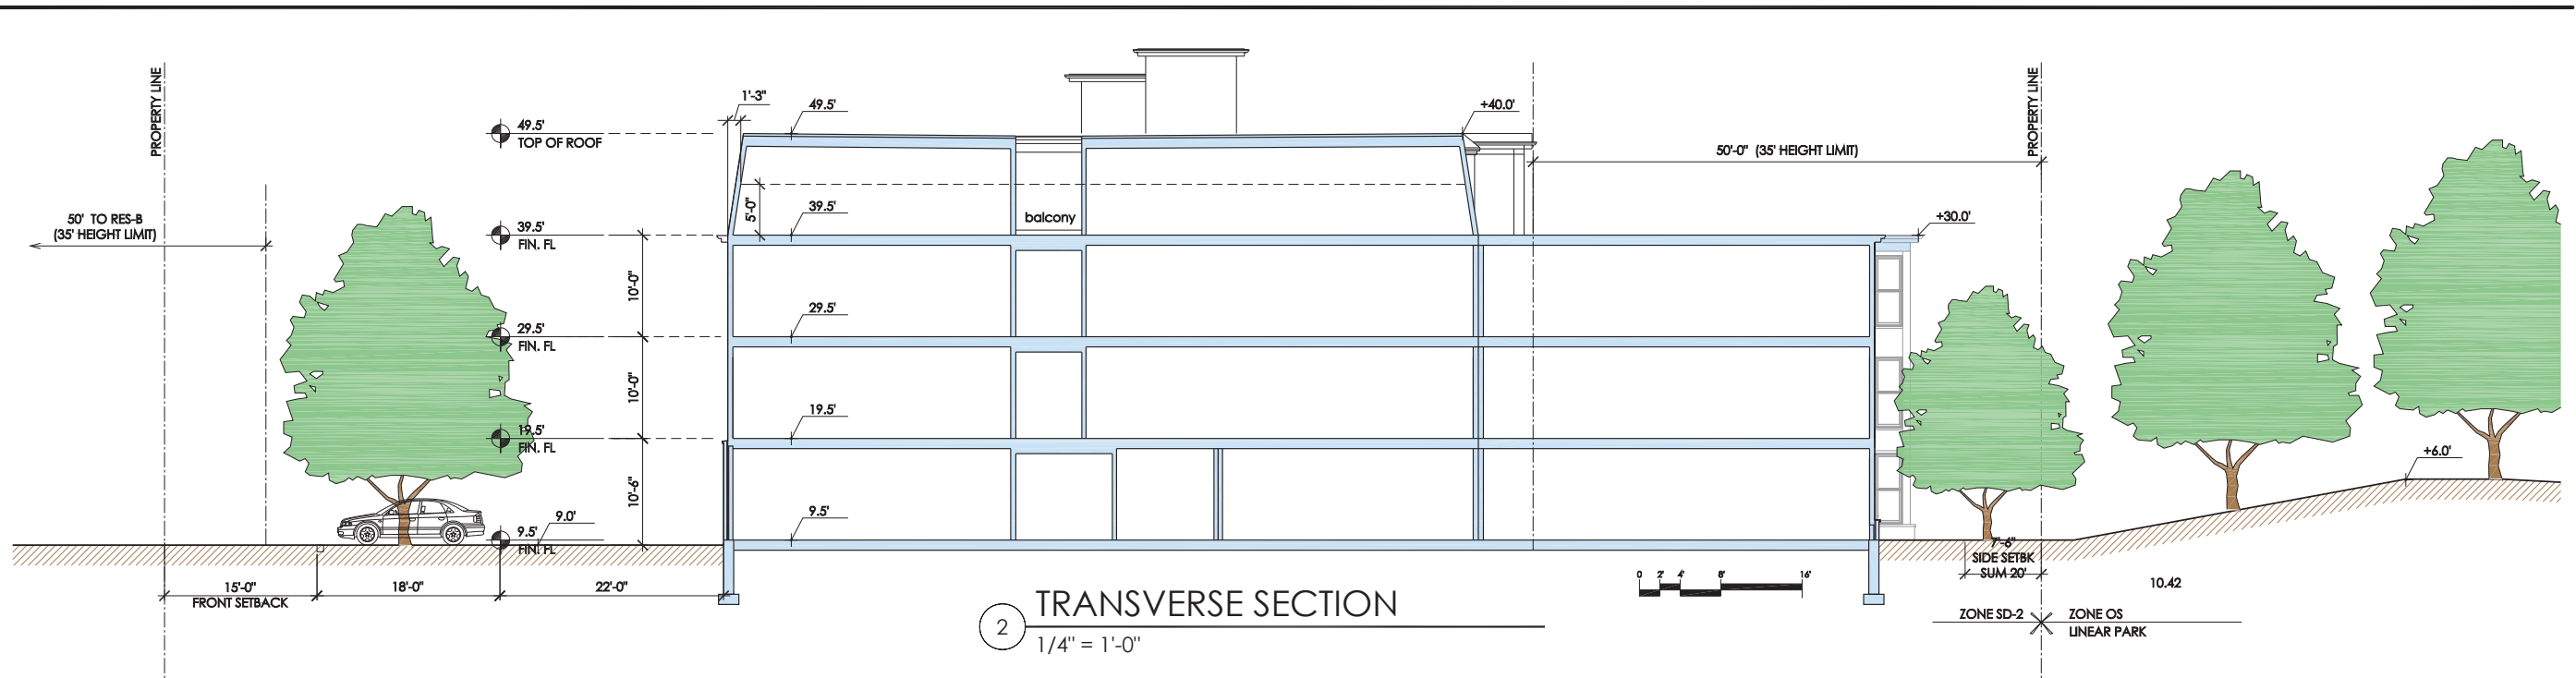 PROPERTY LINE
50' TO RES-B
(35' HEIGHT LIMIT)
49.5'
TOP OF ROOF
39.5'
FIN. FL
29.5'
FIN. FL
19.5'
FIN. FL
9.5'
FIN. FL
9.0'
10'-0"
10'-0"
10'-6"
15'-0"
FRONT SETBACK
18'-0"
22'-0"
1'-3"
49.5'
5'-0"
39.5'
balcony
29.5'
19.5'
9.5'
+40.0'
50'-0" (35' HEIGHT LIMIT)
PROPERTY LINE
+30.0'
+6.0'
7'-6"
SIDE SETBK
SUM 20'
10.42
ZONE SD-2
ZONE OS
LINEAR PARK
0 2' 4' 8' 16'
2
TRANSVERSE SECTION
1/4" = 1'-0"